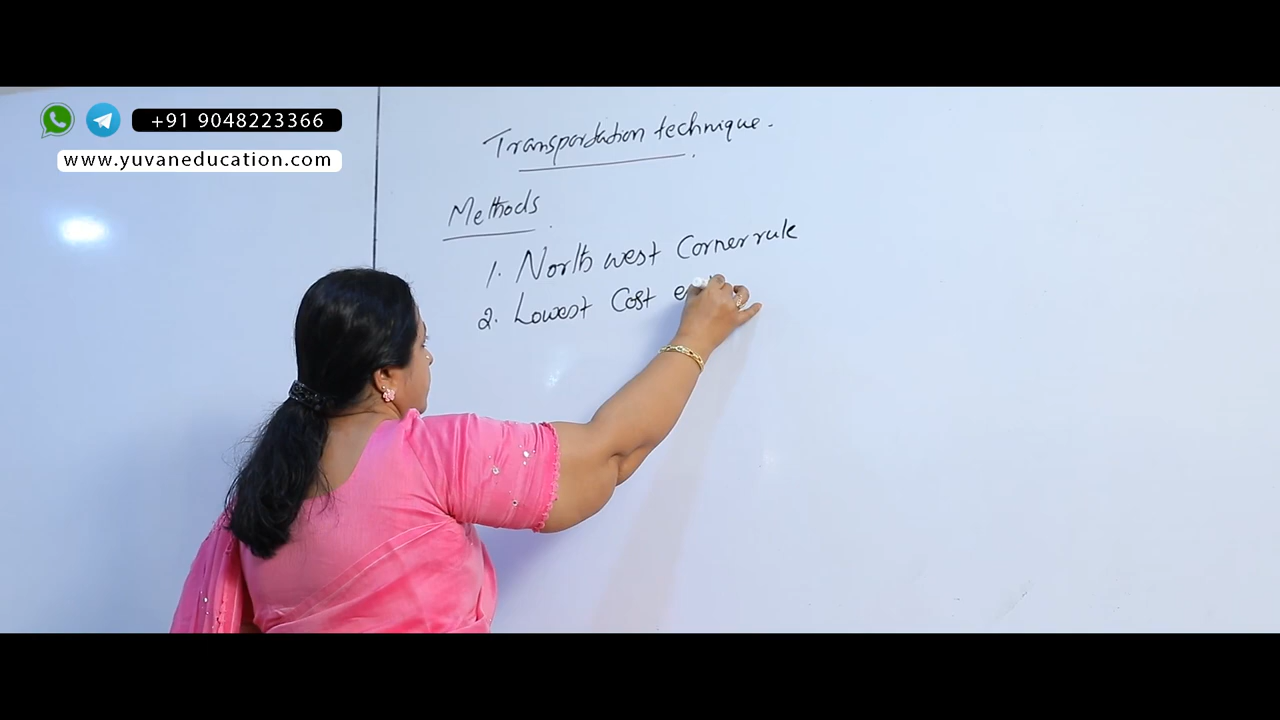 +91 9048223366
www.yuvaneducation.com
Transportation technique.
Methods
1. North west Corner rule
2. Lowest Cost